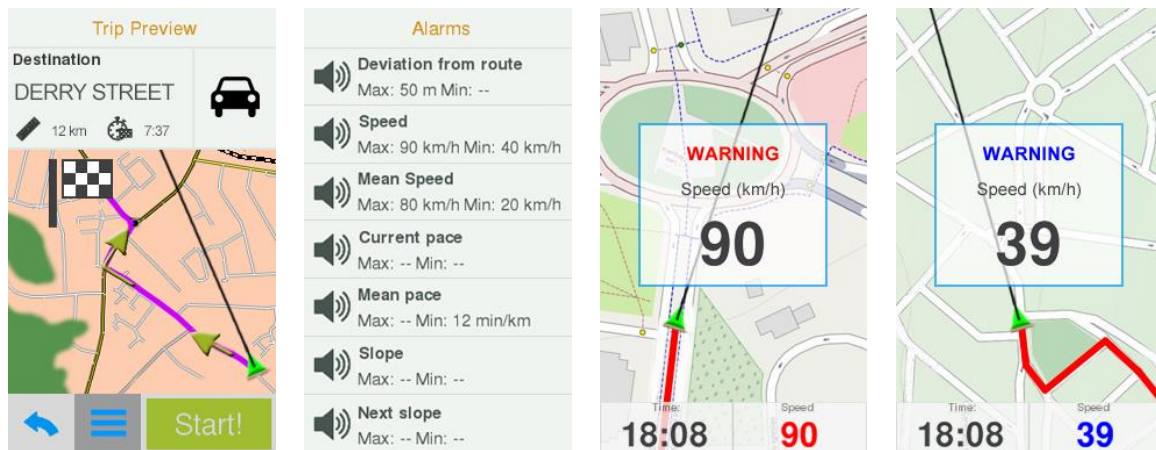 Trip Preview
Destination
DERRY STREET
12 km 7:37
Start!
Alarms
Deviation from route
Max: 50 m Min: --
Speed
Max: 90 km/h Min: 40 km/h
Mean Speed
Max: 80 km/h Min: 20 km/h
Current pace
Max: -- Min: --
Mean pace
Max: -- Min: 12 min/km
Slope
Max: -- Min: --
Next slope
Max: -- Min: --
WARNING
Speed (km/h)
90
Time: Speed
18:08 90
WARNING
Speed (km/h)
39
Time: Speed
18:08 39